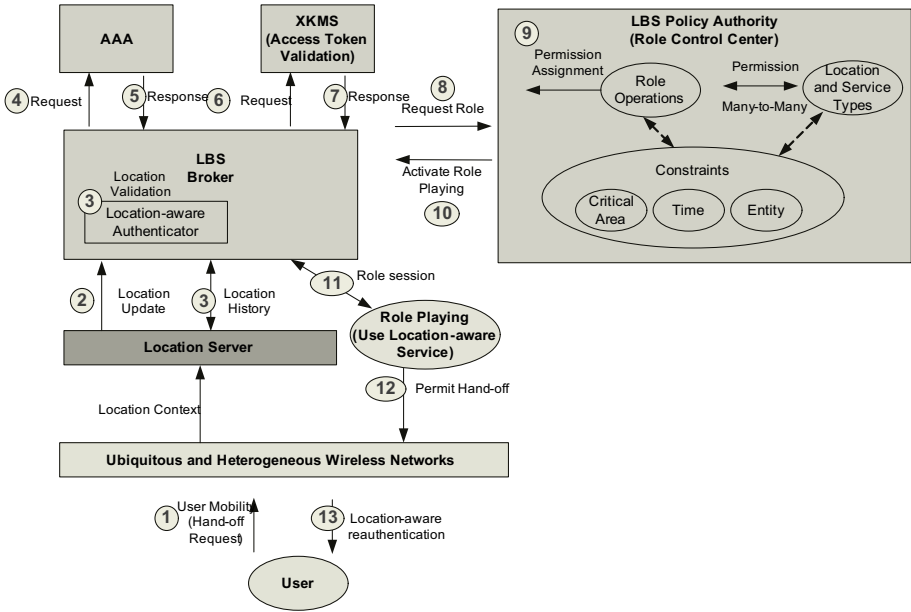 AAA
XKMS
(Access Token
Validation)
LBS Policy Authority
(Role Control Center)
9
Permission
Assignment
Role
Operations
Permission
Many-to-Many
Location
and Service
Types
Constraints
Critical
Area
Time
Entity
4
Request
5
Response
6
Request
7
Response
8
Request Role
Activate Role
Playing
10
LBS
Broker
Location
Validation
3
Location-aware
Authenticator
2
Location
Update
3
Location
History
11
Role session
Role Playing
(Use Location-aware
Service)
Location Server
12
Permit Hand-off
Location Context
Ubiquitous and Heterogeneous Wireless Networks
1
User Mobility
(Hand-off
Request)
13
Location-aware
reauthentication
User